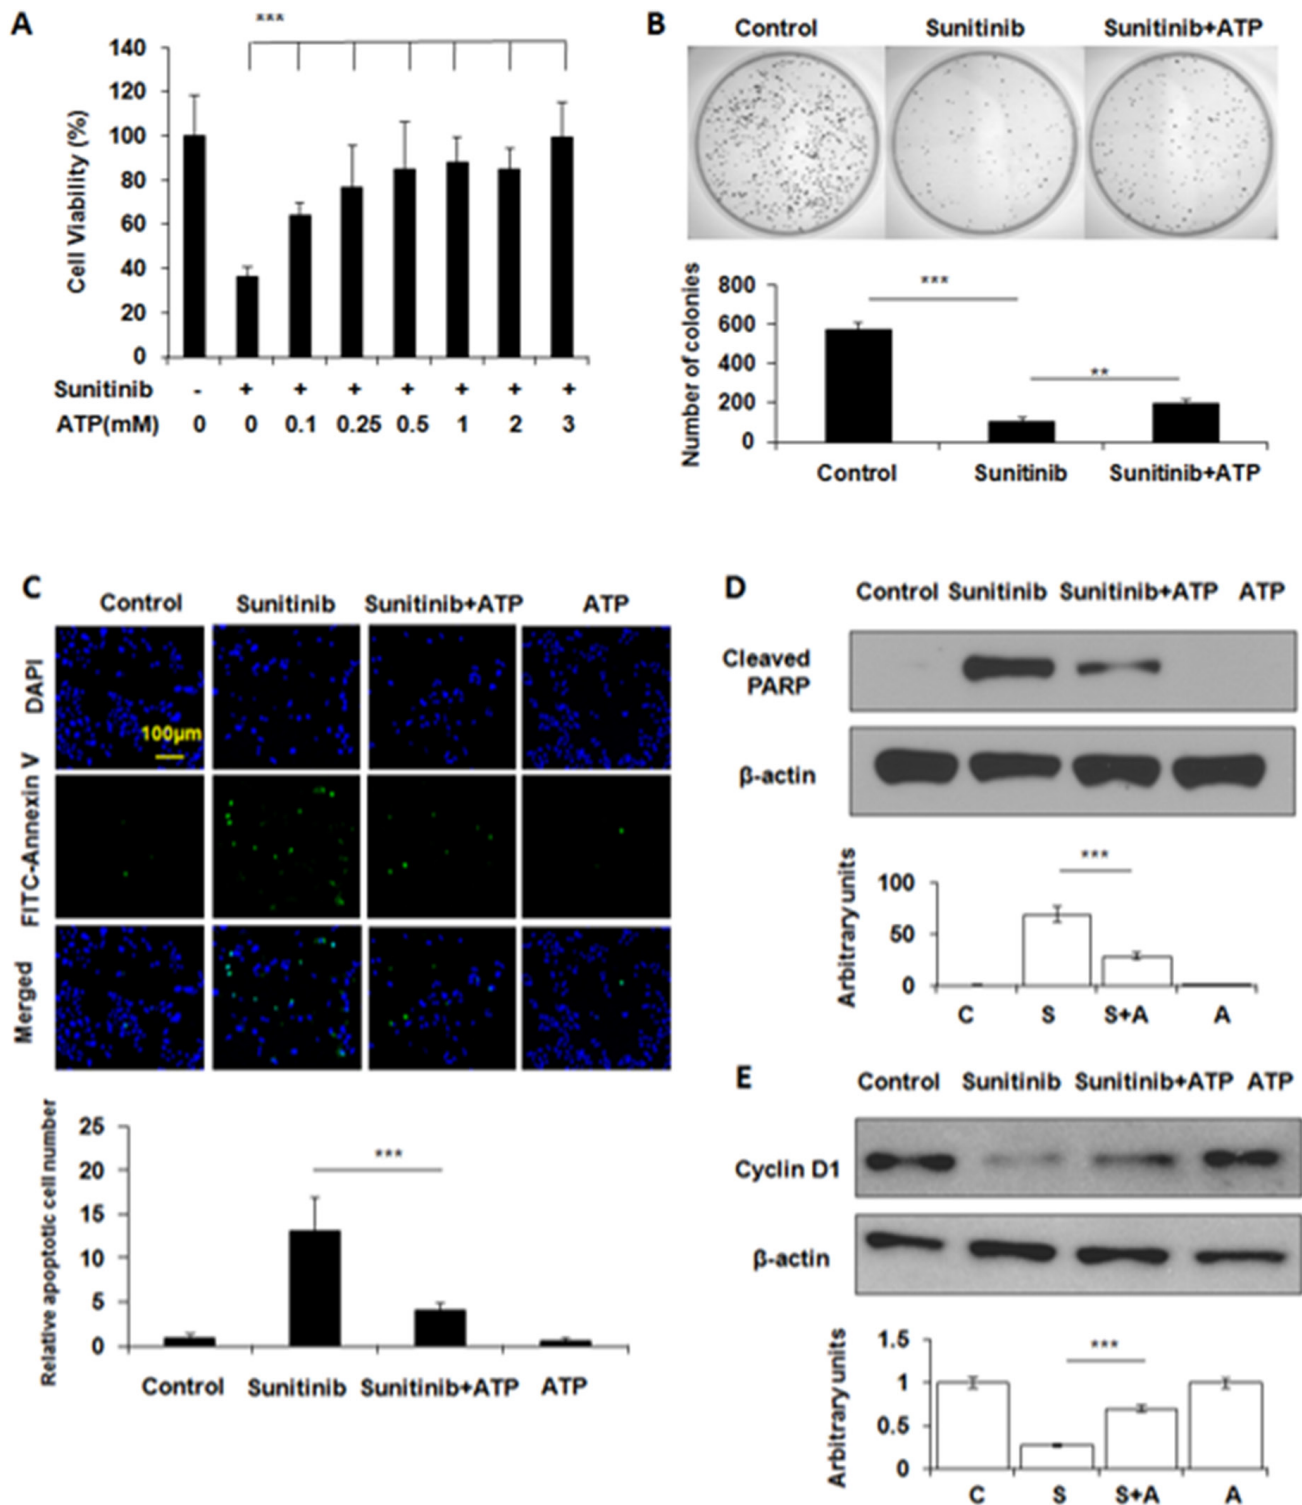 A
***
140
120
100
80
60
40
20
0
Cell Viability (%)
Sunitinib - + + + + + + +
ATP(mM) 0 0 0.1 0.25 0.5 1 2 3
B
Control Sunitinib Sunitinib+ATP
800
600
400
200
0
Number of colonies
***
**
Control Sunitinib Sunitinib+ATP
C
Control Sunitinib Sunitinib+ATP ATP
DAPI
100μm
FITC-Annexin V
Merged
25
20
15
10
5
0
Relative apoptotic cell number
***
Control Sunitinib Sunitinib+ATP ATP
D
Control Sunitinib Sunitinib+ATP ATP
Cleaved
PARP
β-actin
Arbitrary units
100
50
0
***
C S S+A A
E
Control Sunitinib Sunitinib+ATP ATP
Cyclin D1
β-actin
Arbitrary units
1.5
1
0.5
0
***
C S S+A A